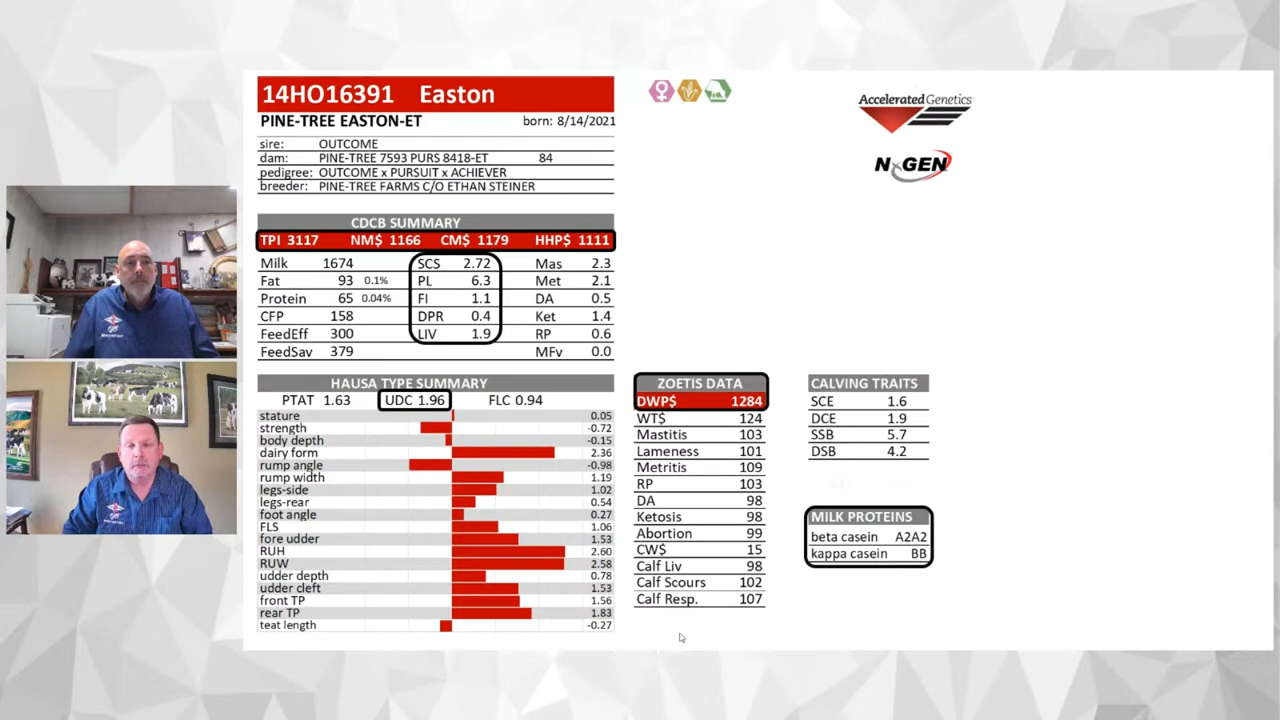 14HO16391 Easton
PINE-TREE EASTON-ET born: 8/14/2021
sire: OUTCOME
dam: PINE-TREE 7593 PURS 8418-ET 84
pedigree: OUTCOME x PURSUIT x ACHIEVER
breeder: PINE-TREE FARMS C/O ETHAN STEINER
Accelerated Genetics
NxGEN
CDCB SUMMARY
TPI 3117 NM$ 1166 CM$ 1179 HHP$ 1111
Milk 1674 SCS 2.72 Mas 2.3
Fat 93 0.1% PL 6.3 Met 2.1
Protein 65 0.04% FI 1.1 DA 0.5
CFP 158 DPR 0.4 Ket 1.4
FeedEff 300 LIV 1.9 RP 0.6
FeedSav 379 MFv 0.0
HAUSA TYPE SUMMARY
PTAT 1.63 UDC 1.96 FLC 0.94
stature 0.05
strength -0.72
body depth -0.15
dairy form 2.36
rump angle -0.98
rump width 1.19
legs-side 1.02
legs-rear 0.54
foot angle 0.27
FLS 1.06
fore udder 1.53
RUH 2.60
RUW 2.58
udder depth 0.78
udder cleft 1.53
front TP 1.56
rear TP 1.83
teat length -0.27
ZOETIS DATA
DWP$ 1284
WT$ 124
Mastitis 103
Lameness 101
Metritis 109
RP 103
DA 98
Ketosis 98
Abortion 99
CW$ 15
Calf Liv 98
Calf Scours 102
Calf Resp. 107
CALVING TRAITS
SCE 1.6
DCE 1.9
SSB 5.7
DSB 4.2
MILK PROTEINS
beta casein A2A2
kappa casein BB